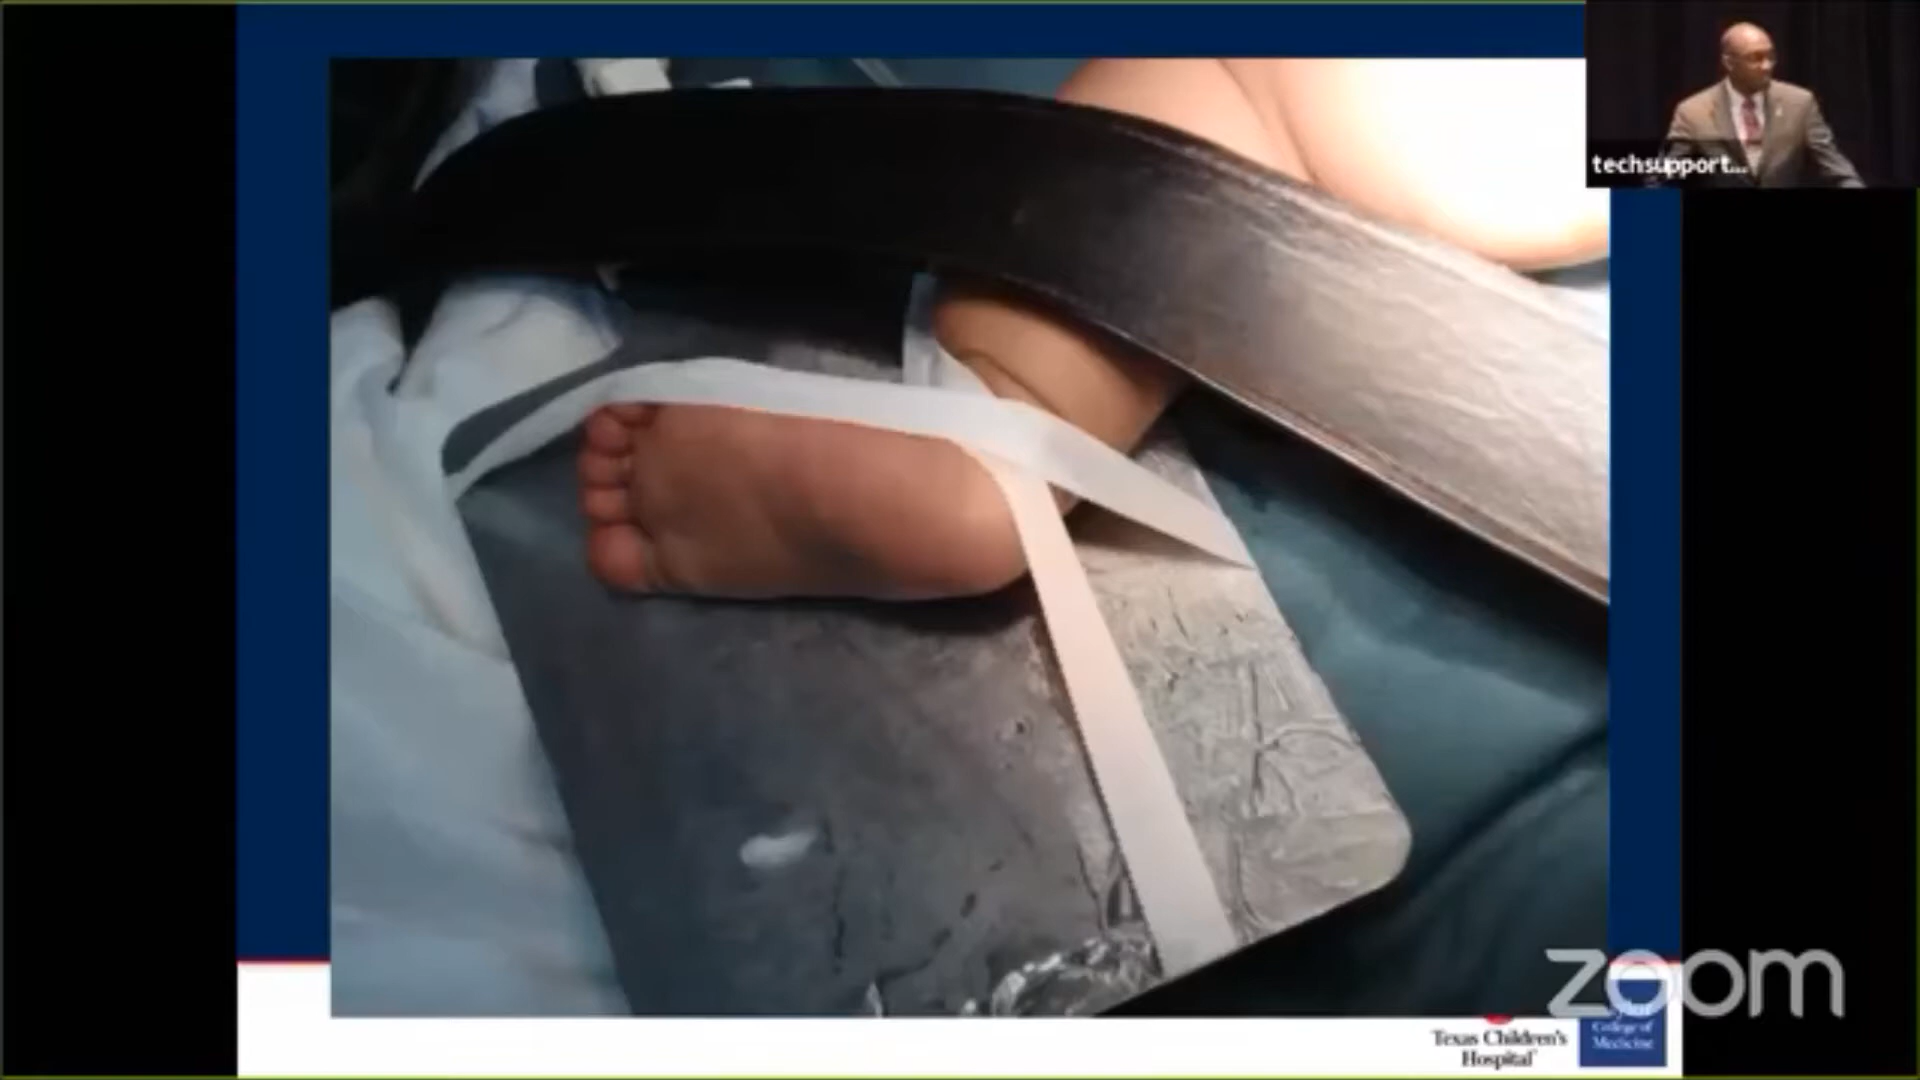 techsupport...
zoom
Texas Children's
Hospital
College of
Medicine